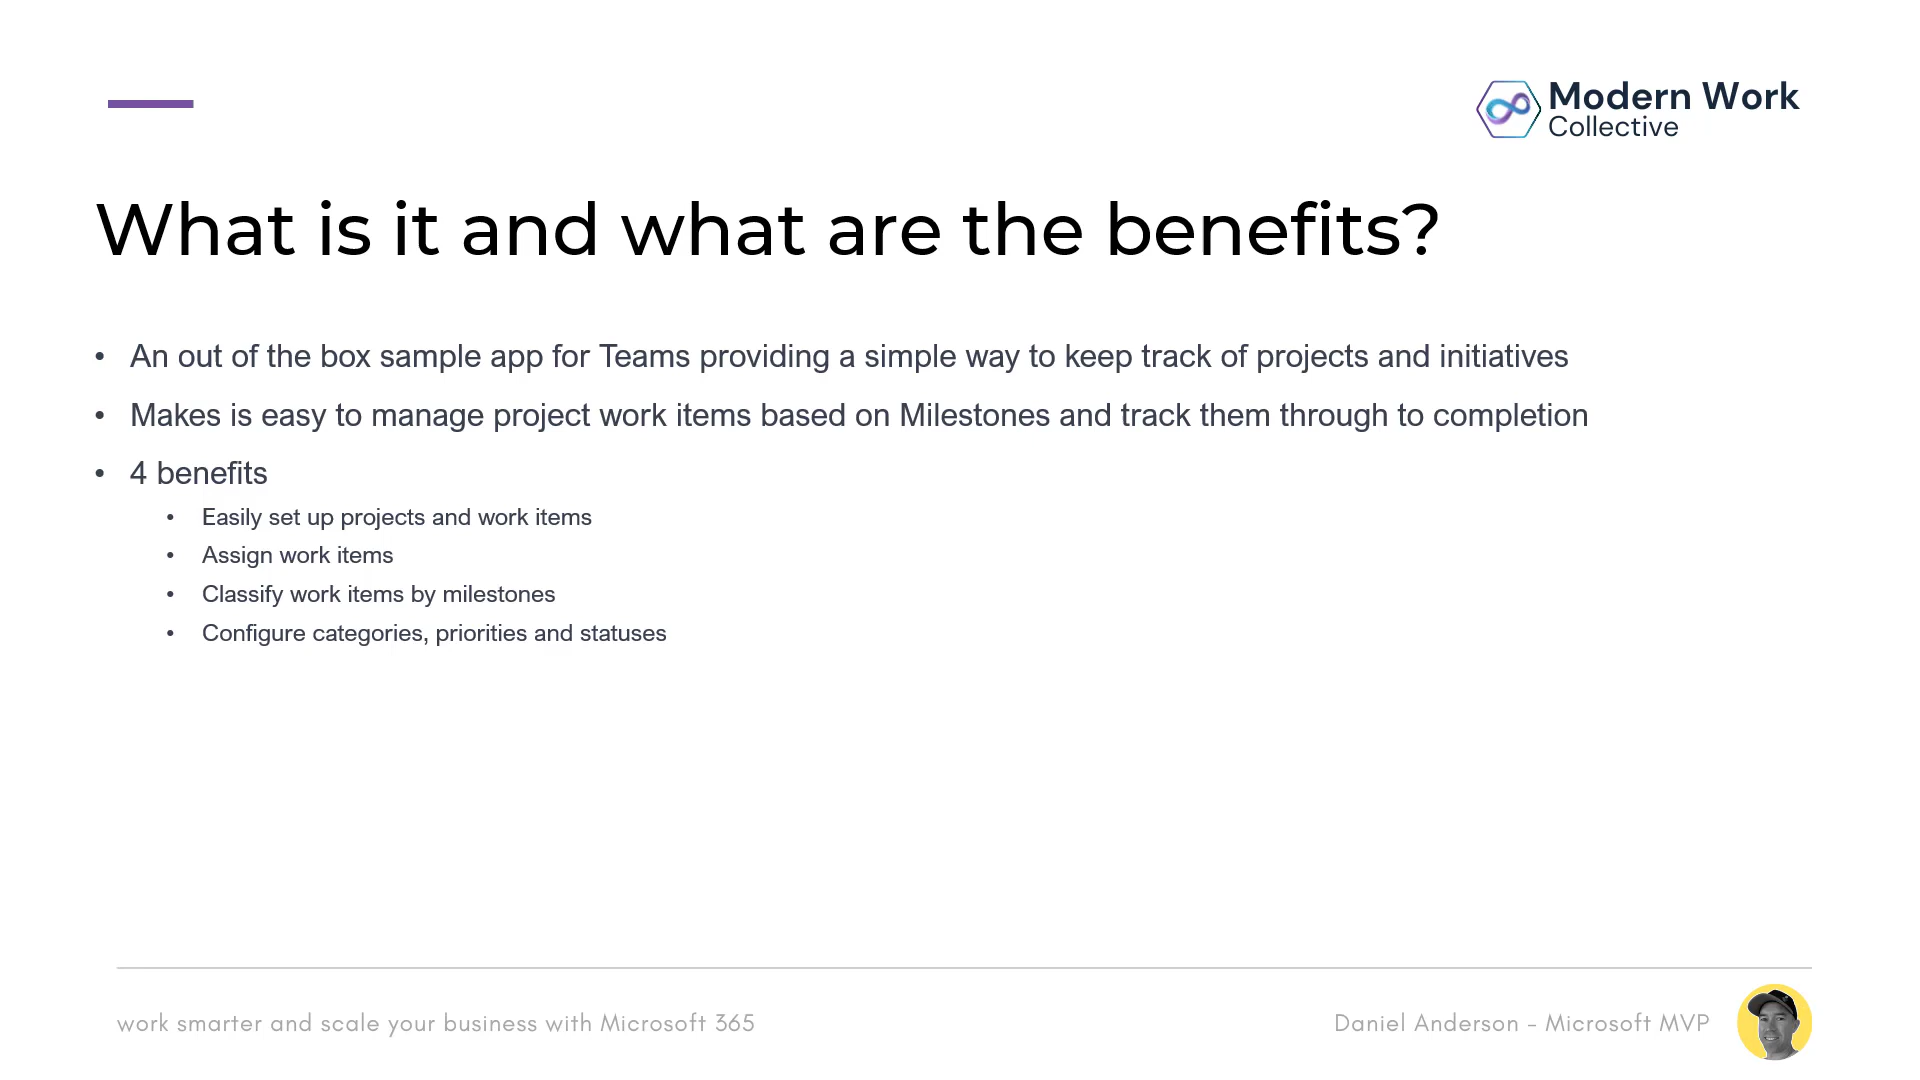 Modern Work
Collective
What is it and what are the benefits?
• An out of the box sample app for Teams providing a simple way to keep track of projects and initiatives
• Makes is easy to manage project work items based on Milestones and track them through to completion
• 4 benefits
• Easily set up projects and work items
• Assign work items
• Classify work items by milestones
• Configure categories, priorities and statuses
work smarter and scale your business with Microsoft 365
Daniel Anderson - Microsoft MVP